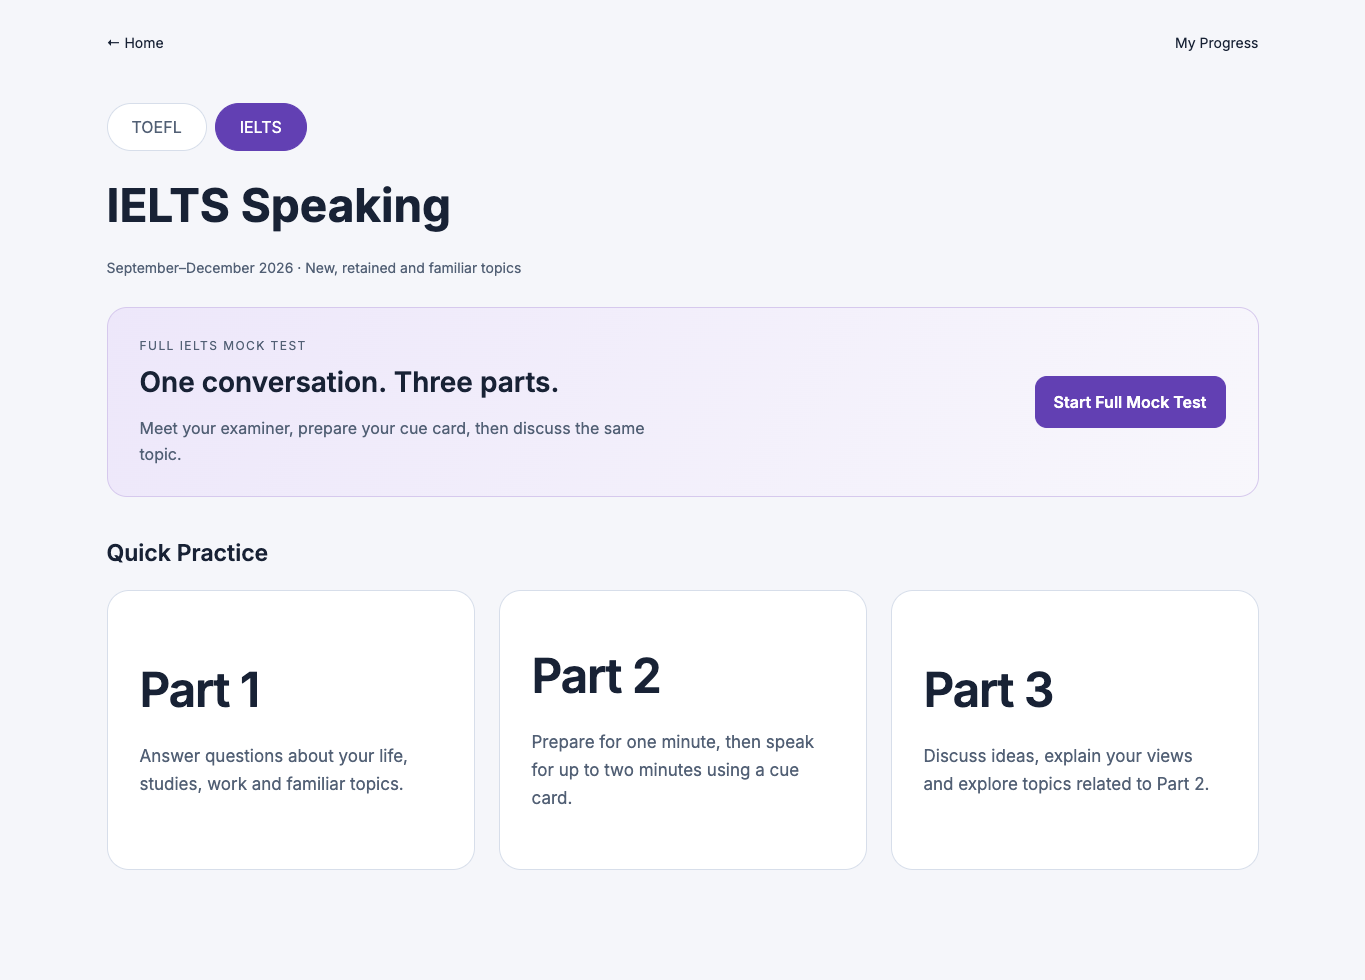 ← Home
My Progress
TOEFL
IELTS
IELTS Speaking
September–December 2026 · New, retained and familiar topics
FULL IELTS MOCK TEST
One conversation. Three parts.
Meet your examiner, prepare your cue card, then discuss the same
topic.
Start Full Mock Test
Quick Practice
Part 1
Answer questions about your life,
studies, work and familiar topics.
Part 2
Prepare for one minute, then speak
for up to two minutes using a cue
card.
Part 3
Discuss ideas, explain your views
and explore topics related to Part 2.